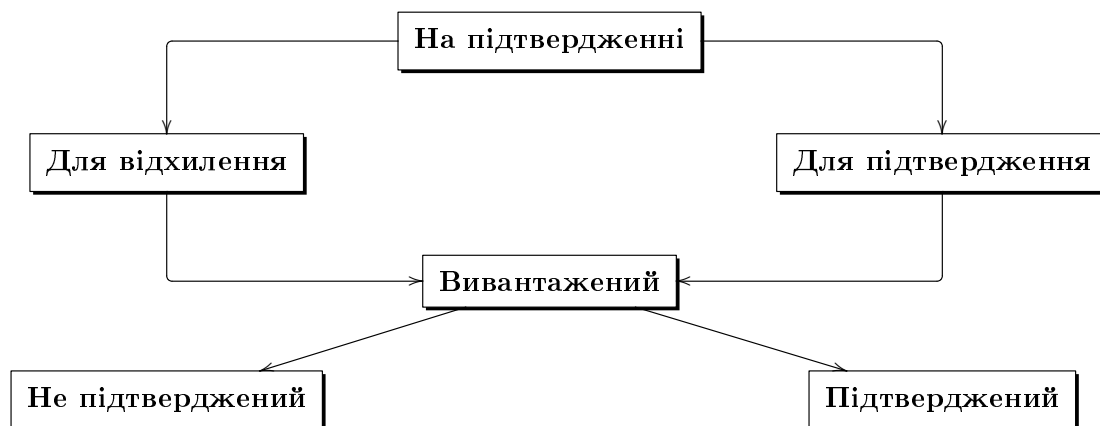 На підтвердженні
Для відхилення
Для підтвердження
Вивантажений
Не підтверджений
Підтверджений